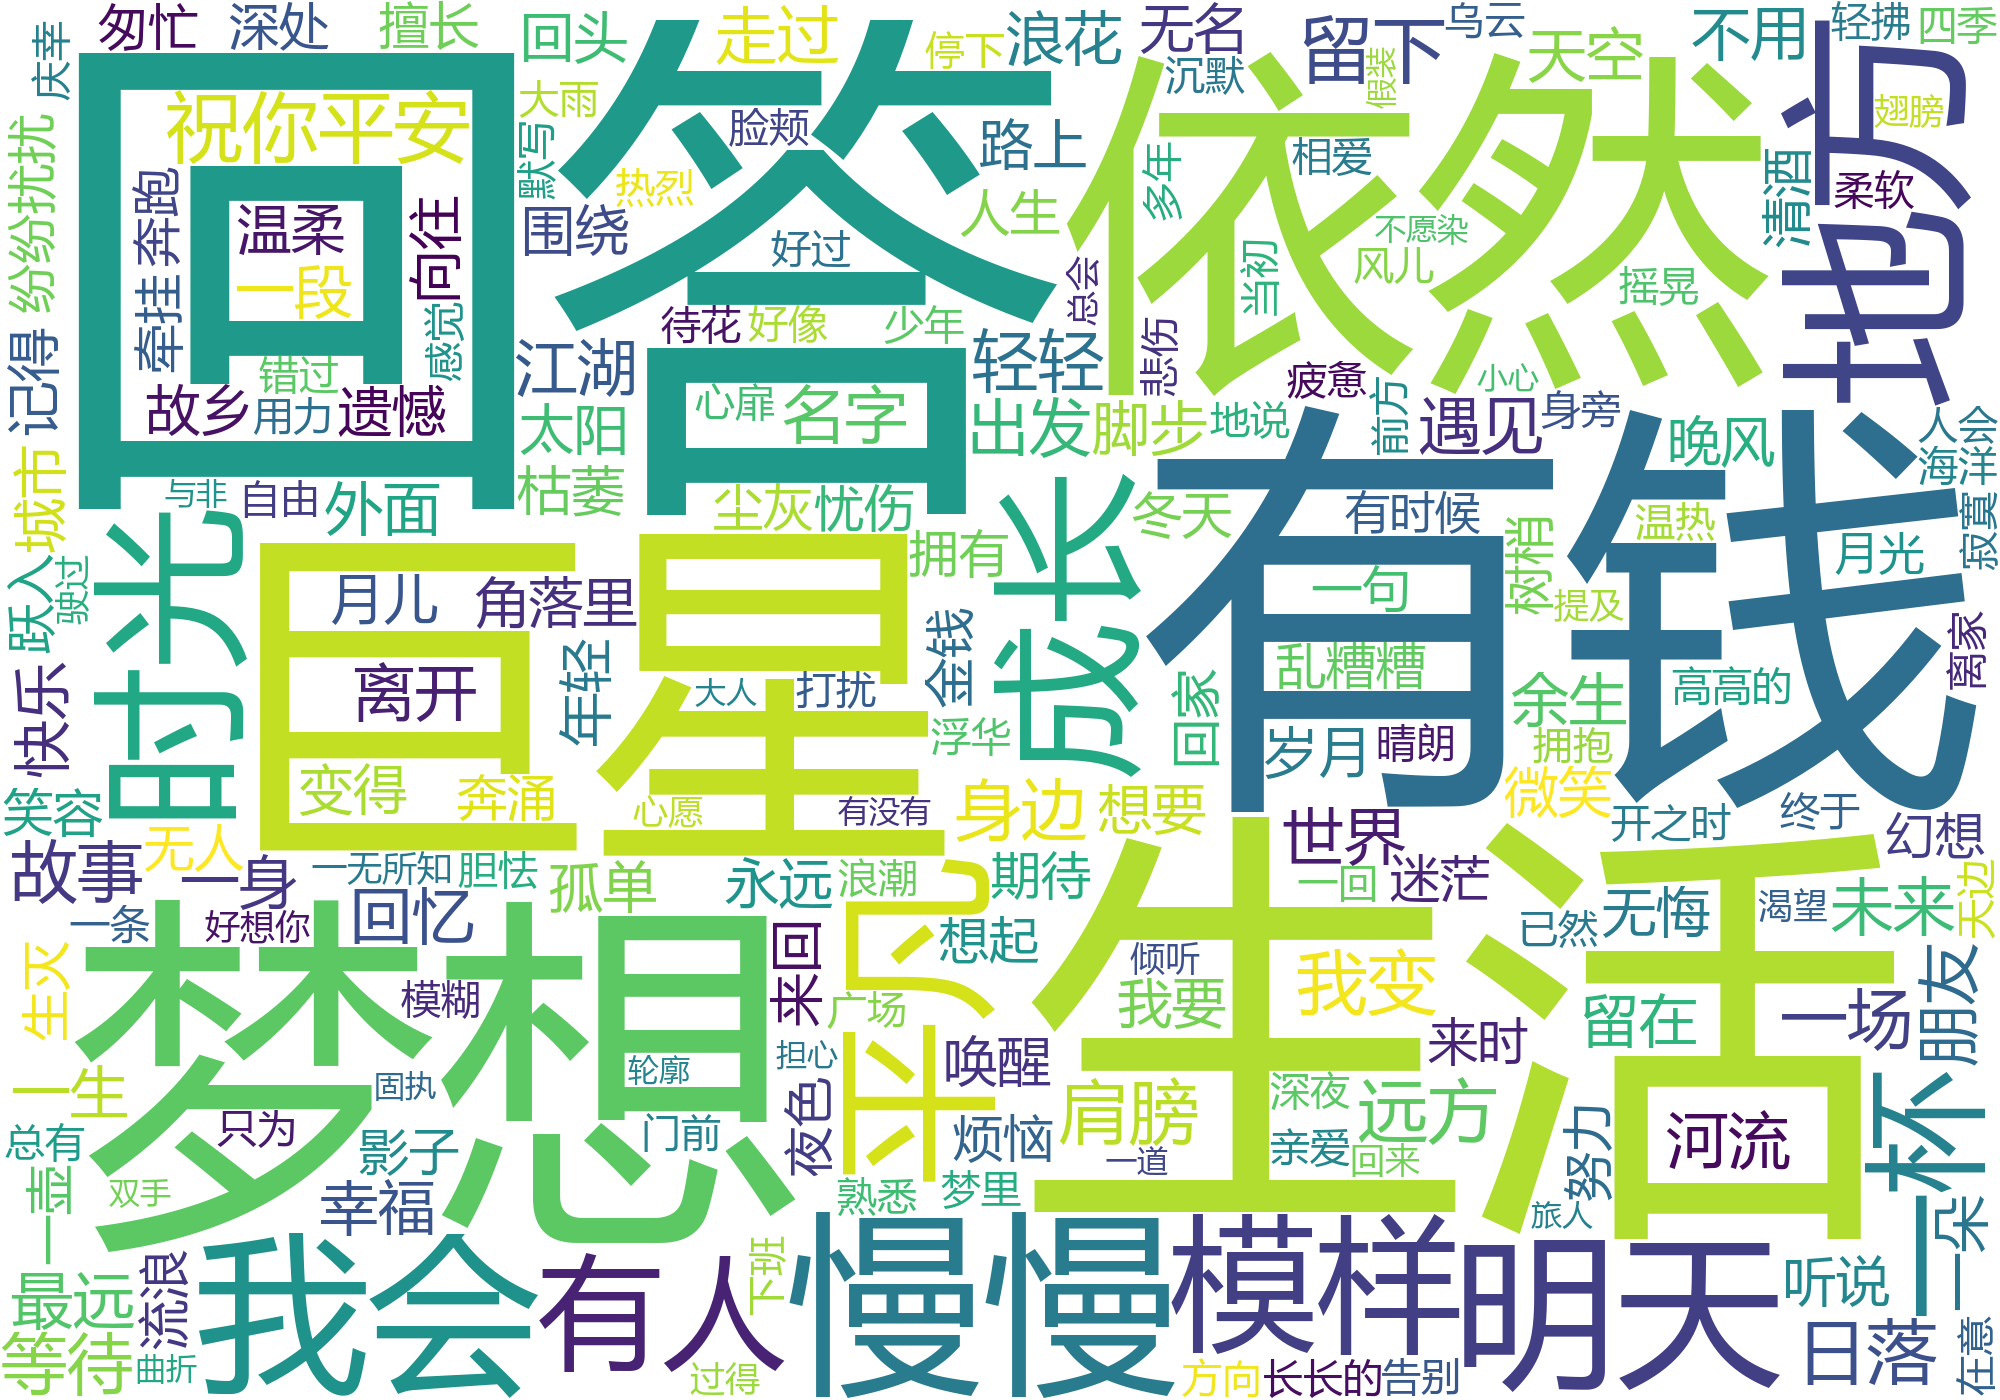 匆忙
深处
擅长
回头
走过
停下
浪花
无名
留下
乌云
天空
不用
轻拂
四季
庆幸
回答
依然
地方
祝你平安
大雨
脸颊
沉默
假装
翅膀
纷纷扰扰
奔跑
温柔
向往
默写
热烈
路上
多年
相爱
清酒
柔软
一段
围绕
好过
人生
不愿染
风儿
当初
摇晃
牵挂
感觉
待花
好像
少年
总会
悲伤
记得
错过
江湖
轻轻
疲惫
小心
故乡
用力
遗憾
太阳
心扉
名字
出发
脚步
地说
前方
遇见
身旁
晚风
人会
海洋
城市
与非
自由
外面
枯萎
尘灰
忧伤
冬天
有钱
有时候
树梢
温热
月光
寂寞
时光
昼星
拥有
成长
一句
提及
跃入
驶过
月儿
角落里
年轻
金钱
乱糟糟
余生
高高的
离家
快乐
离开
大人
打扰
浮华
回家
岁月
晴朗
拥抱
变得
奔涌
心愿
有没有
身边
想要
微笑
开之时
终于
笑容
无人
世界
幻想
故事
一身
一无所知
胆怯
孤单
永远
浪潮
期待
一回
迷茫
天边
一条
好想你
回忆
平凡
想起
生活
已然
无悔
渴望
未来
生灭
梦想
模糊
来回
广场
倾听
我要
我变
留在
一场
朋友
一生
固执
轮廓
担心
唤醒
来时
只为
夜色
肩膀
深夜
远方
河流
一杯
总有
影子
门前
烦恼
一道
亲爱
回来
努力
一壶
双手
幸福
熟悉
梦里
旅人
一朵
最远
流浪
我会
有人
下班
慢慢
模样
明天
听说
等待
曲折
过得
方向
长长的
告别
日落
在意